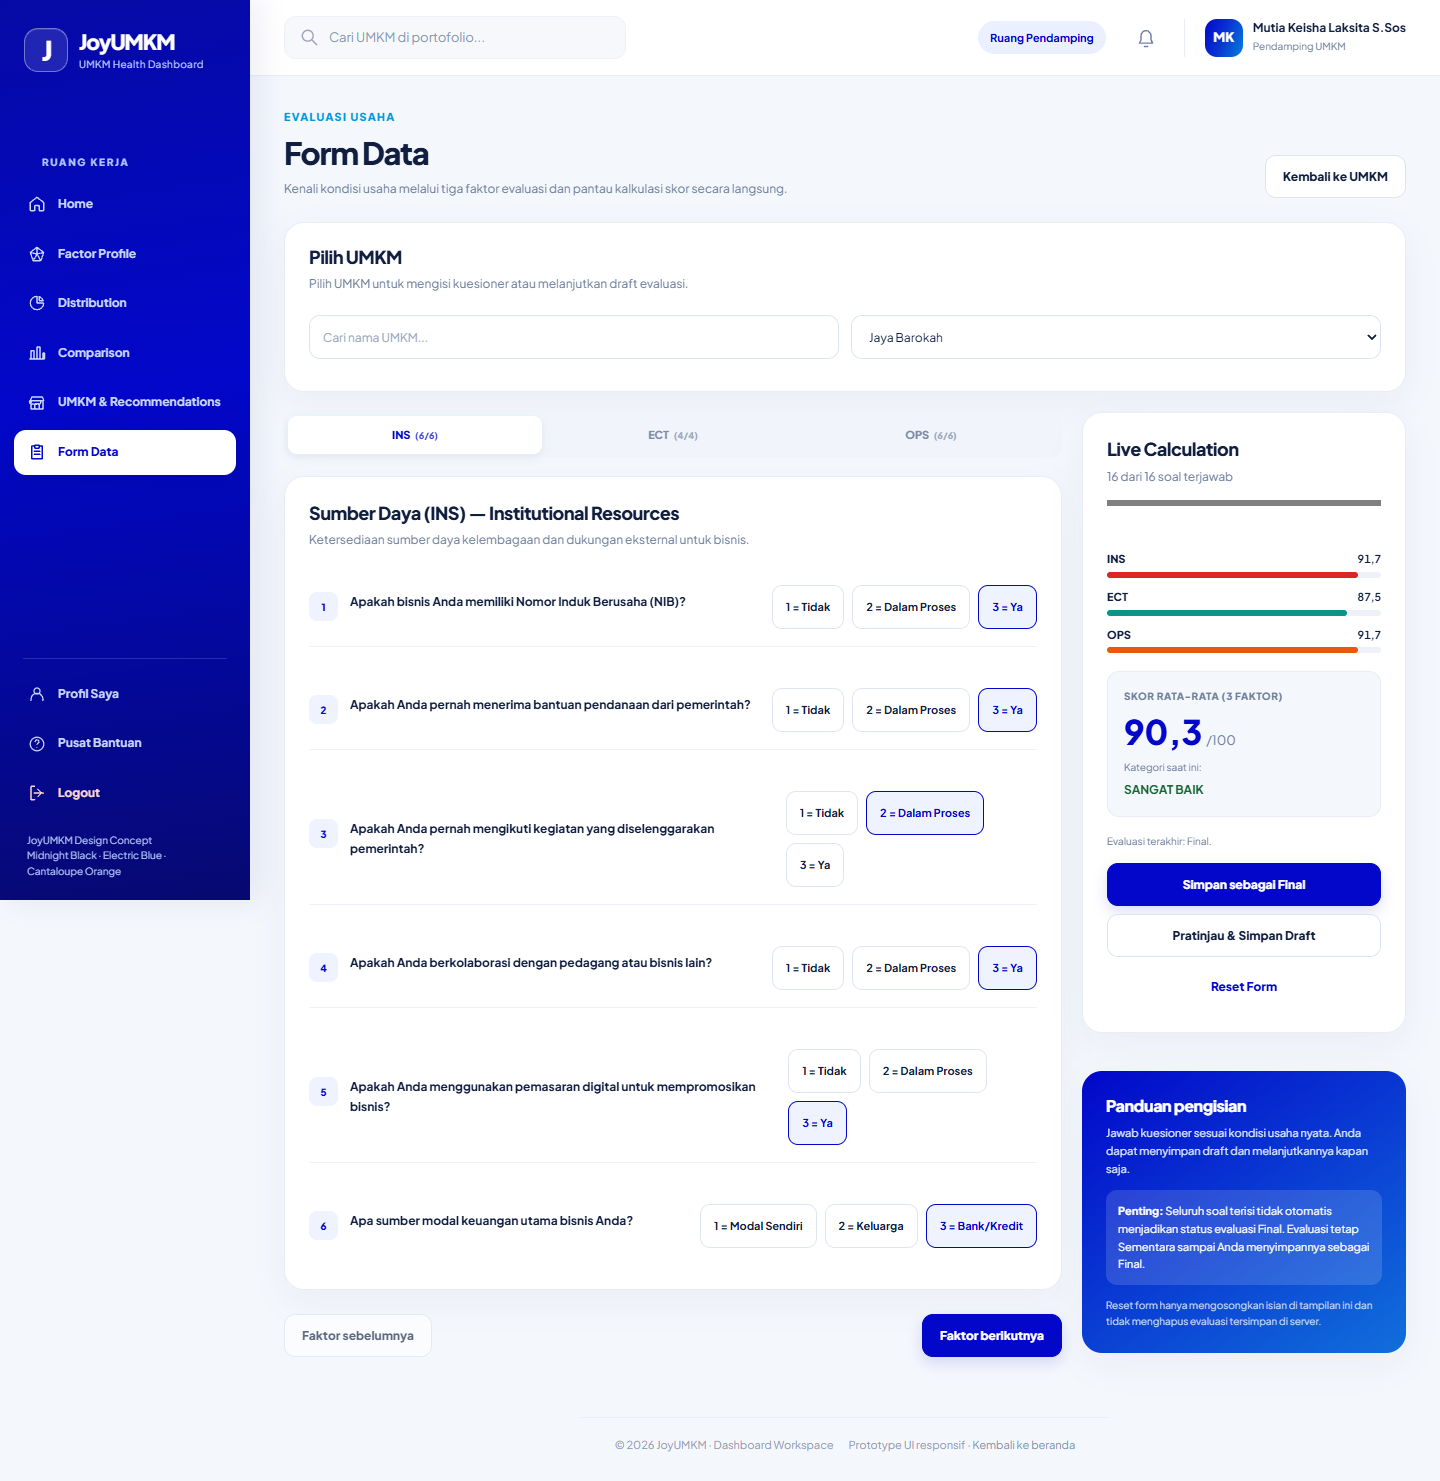 J
JoyUMKM
UMKM Health Dashboard
RUANG KERJA
Home
Factor Profile
Distribution
Comparison
UMKM & Recommendations
Form Data
Profil Saya
Pusat Bantuan
Logout
JoyUMKM Design Concept
Midnight Black · Electric Blue ·
Cantaloupe Orange
Cari UMKM di portofolio...
Ruang Pendamping
MK
Mutia Keisha Laksita S.Sos
Pendamping UMKM
EVALUASI USAHA
Form Data
Kenali kondisi usaha melalui tiga faktor evaluasi dan pantau kalkulasi skor secara langsung.
Kembali ke UMKM
Pilih UMKM
Pilih UMKM untuk mengisi kuesioner atau melanjutkan draft evaluasi.
Cari nama UMKM...
Jaya Barokah
INS (6/6)
ECT (4/4)
OPS (6/6)
Sumber Daya (INS) — Institutional Resources
Ketersediaan sumber daya kelembagaan dan dukungan eksternal untuk bisnis.
1
Apakah bisnis Anda memiliki Nomor Induk Berusaha (NIB)?
1 = Tidak
2 = Dalam Proses
3 = Ya
2
Apakah Anda pernah menerima bantuan pendanaan dari pemerintah?
1 = Tidak
2 = Dalam Proses
3 = Ya
3
Apakah Anda pernah mengikuti kegiatan yang diselenggarakan
pemerintah?
1 = Tidak
2 = Dalam Proses
3 = Ya
4
Apakah Anda berkolaborasi dengan pedagang atau bisnis lain?
1 = Tidak
2 = Dalam Proses
3 = Ya
5
Apakah Anda menggunakan pemasaran digital untuk mempromosikan
bisnis?
1 = Tidak
2 = Dalam Proses
3 = Ya
6
Apa sumber modal keuangan utama bisnis Anda?
1 = Modal Sendiri
2 = Keluarga
3 = Bank/Kredit
Faktor sebelumnya
Faktor berikutnya
Live Calculation
16 dari 16 soal terjawab
INS
91,7
ECT
87,5
OPS
91,7
SKOR RATA-RATA (3 FAKTOR)
90,3 /100
Kategori saat ini:
SANGAT BAIK
Evaluasi terakhir: Final.
Simpan sebagai Final
Pratinjau & Simpan Draft
Reset Form
Panduan pengisian
Jawab kuesioner sesuai kondisi usaha nyata. Anda
dapat menyimpan draft dan melanjutkannya kapan
saja.
Penting: Seluruh soal terisi tidak otomatis
menjadikan status evaluasi Final. Evaluasi tetap
Sementara sampai Anda menyimpannya sebagai
Final.
Reset form hanya mengosongkan isian di tampilan ini dan
tidak menghapus evaluasi tersimpan di server.
© 2026 JoyUMKM · Dashboard Workspace
Prototype UI responsif · Kembali ke beranda